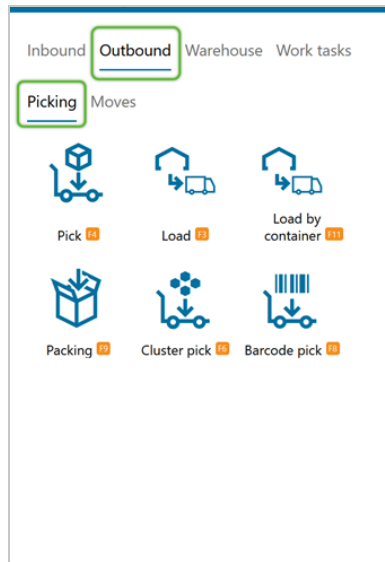 Inbound Outbound Warehouse Work tasks
Picking Moves
Pick F4
Load F3
Load by
container F11
Packing F9
Cluster pick F6
Barcode pick F8